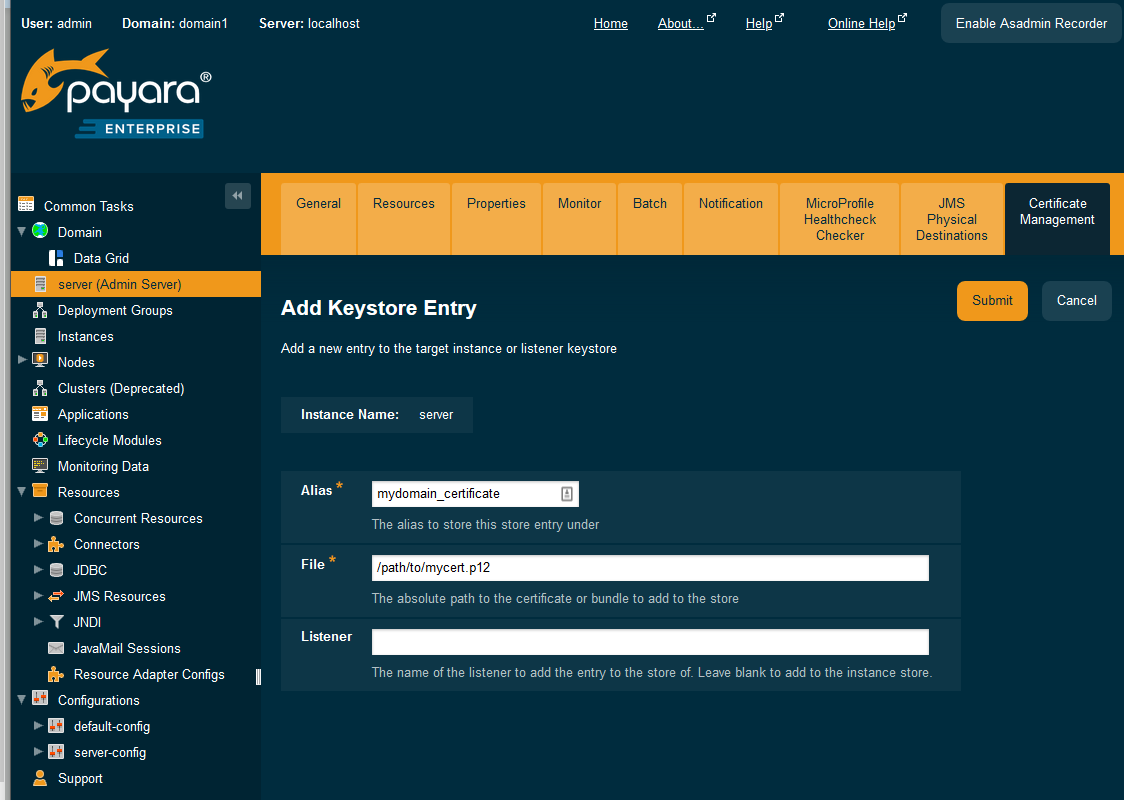 User: admin Domain: domain1 Server: localhost Home About... Help Online Help Enable Asadmin Recorder
payara®
ENTERPRISE
Common Tasks
Domain
Data Grid
server (Admin Server)
Deployment Groups
Instances
Nodes
Clusters (Deprecated)
Applications
Lifecycle Modules
Monitoring Data
Resources
Concurrent Resources
Connectors
JDBC
JMS Resources
JNDI
JavaMail Sessions
Resource Adapter Configs
Configurations
default-config
server-config
Support
General
Resources
Properties
Monitor
Batch
Notification
MicroProfile
Healthcheck
Checker
JMS
Physical
Destinations
Certificate
Management
Add Keystore Entry
Submit
Cancel
Add a new entry to the target instance or listener keystore
Instance Name: server
Alias * mydomain_certificate
The alias to store this store entry under
File * /path/to/mycert.p12
The absolute path to the certificate or bundle to add to the store
Listener
The name of the listener to add the entry to the store of. Leave blank to add to the instance store.